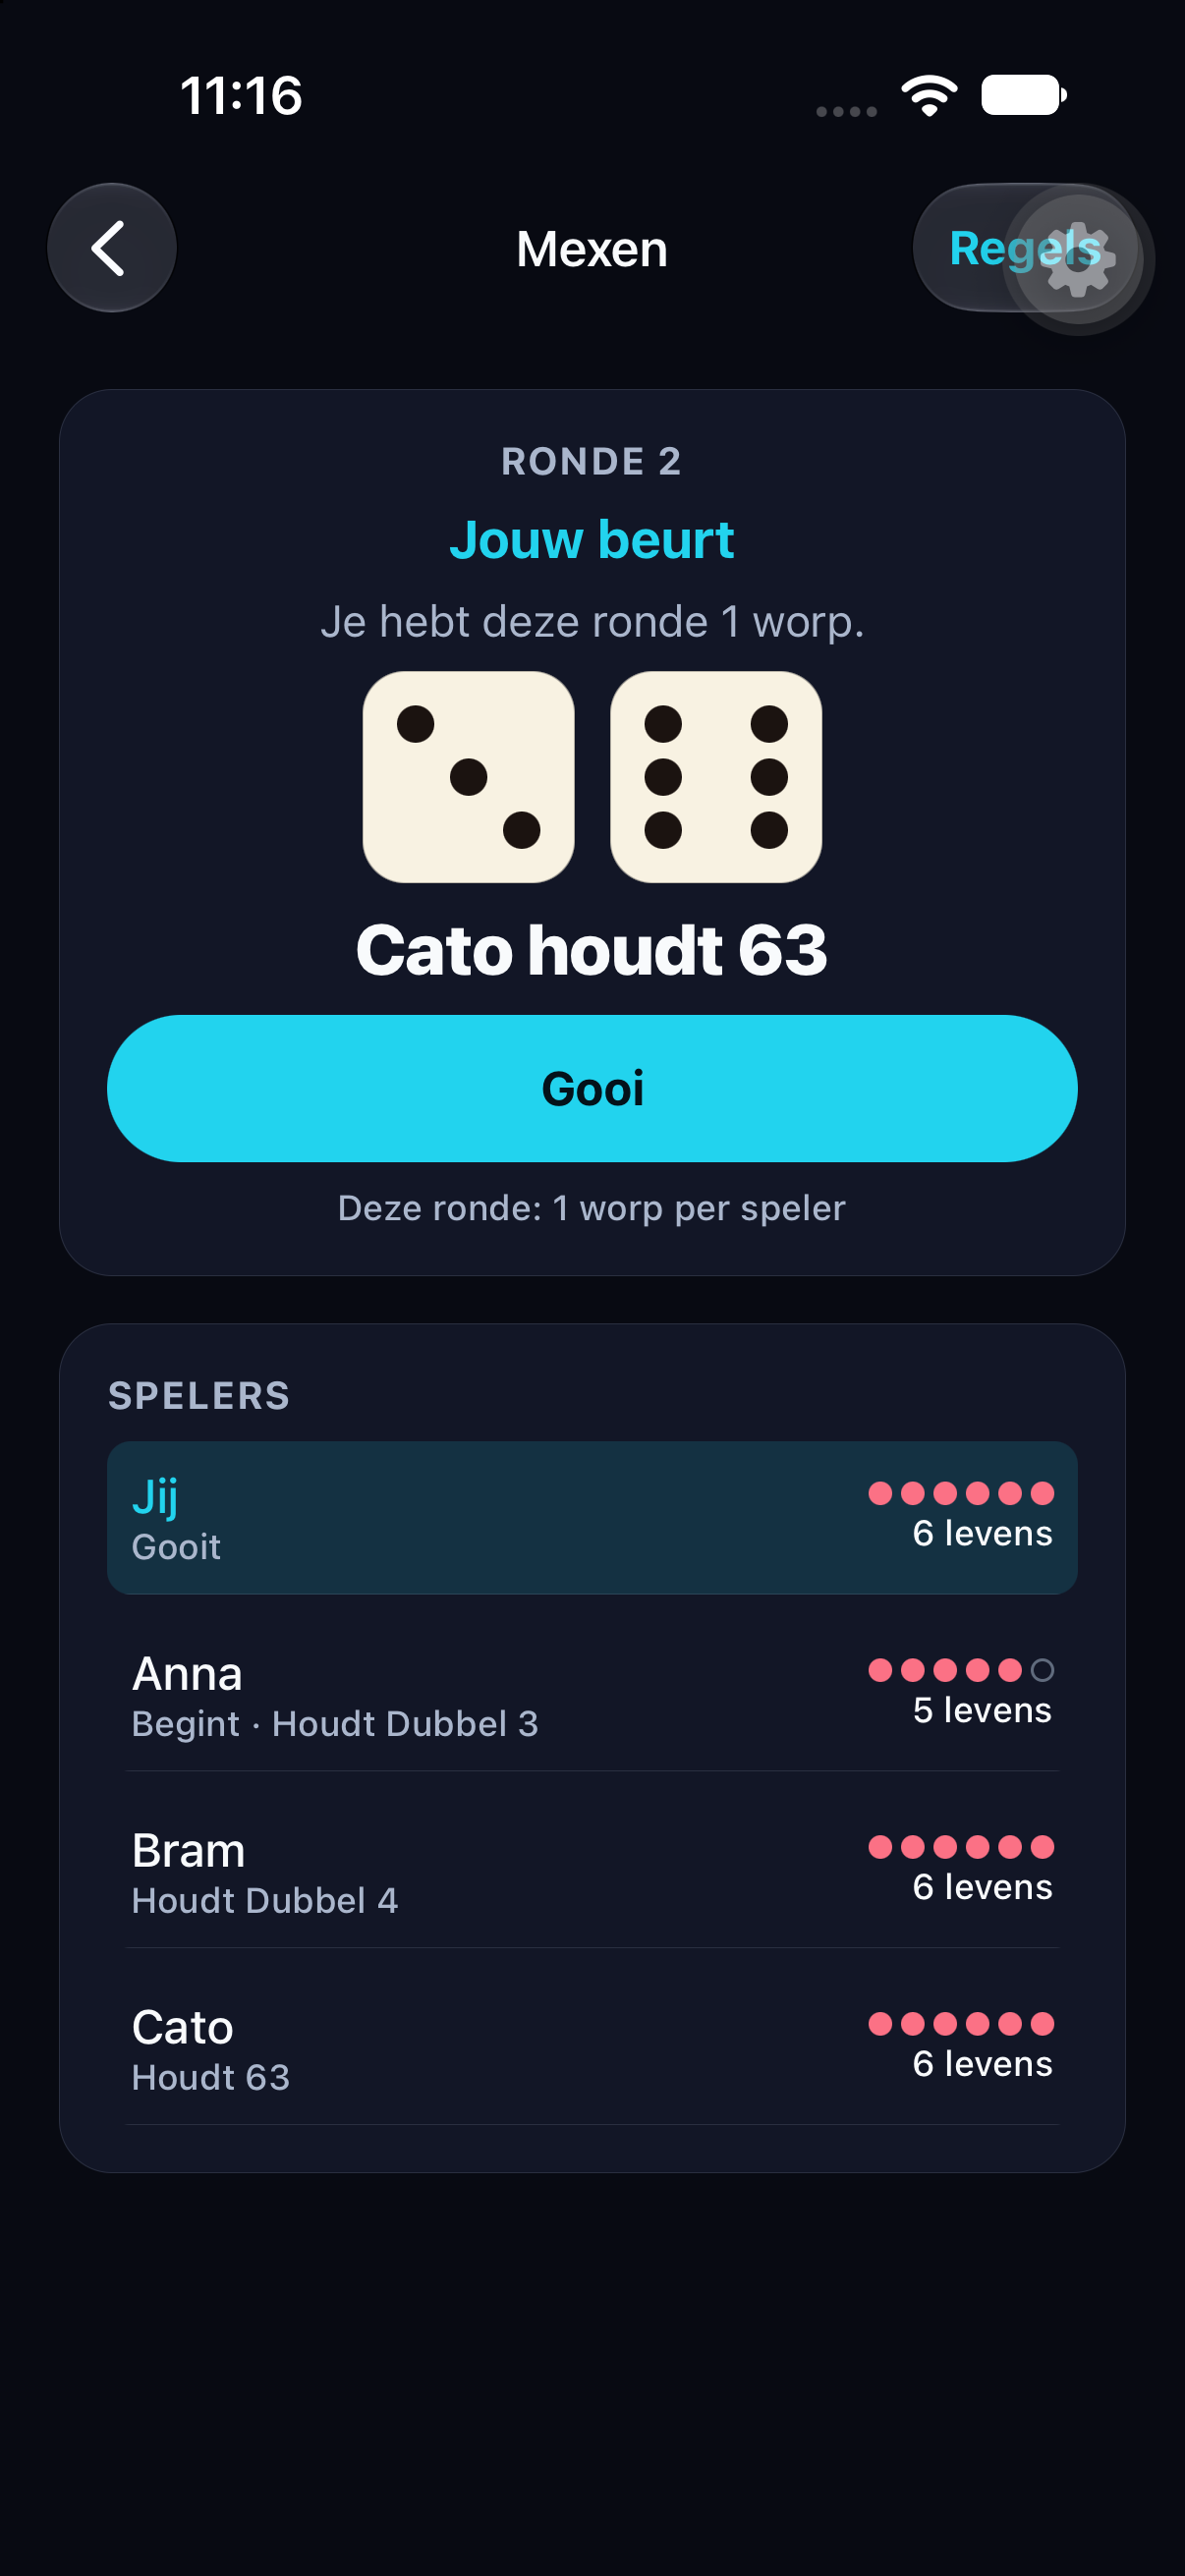 11:16
Mexen
Regels
RONDE 2
Jouw beurt
Je hebt deze ronde 1 worp.
Cato houdt 63
Gooi
Deze ronde: 1 worp per speler
SPELERS
Jij
Gooit
6 levens
Anna
Begint · Houdt Dubbel 3
5 levens
Bram
Houdt Dubbel 4
6 levens
Cato
Houdt 63
6 levens